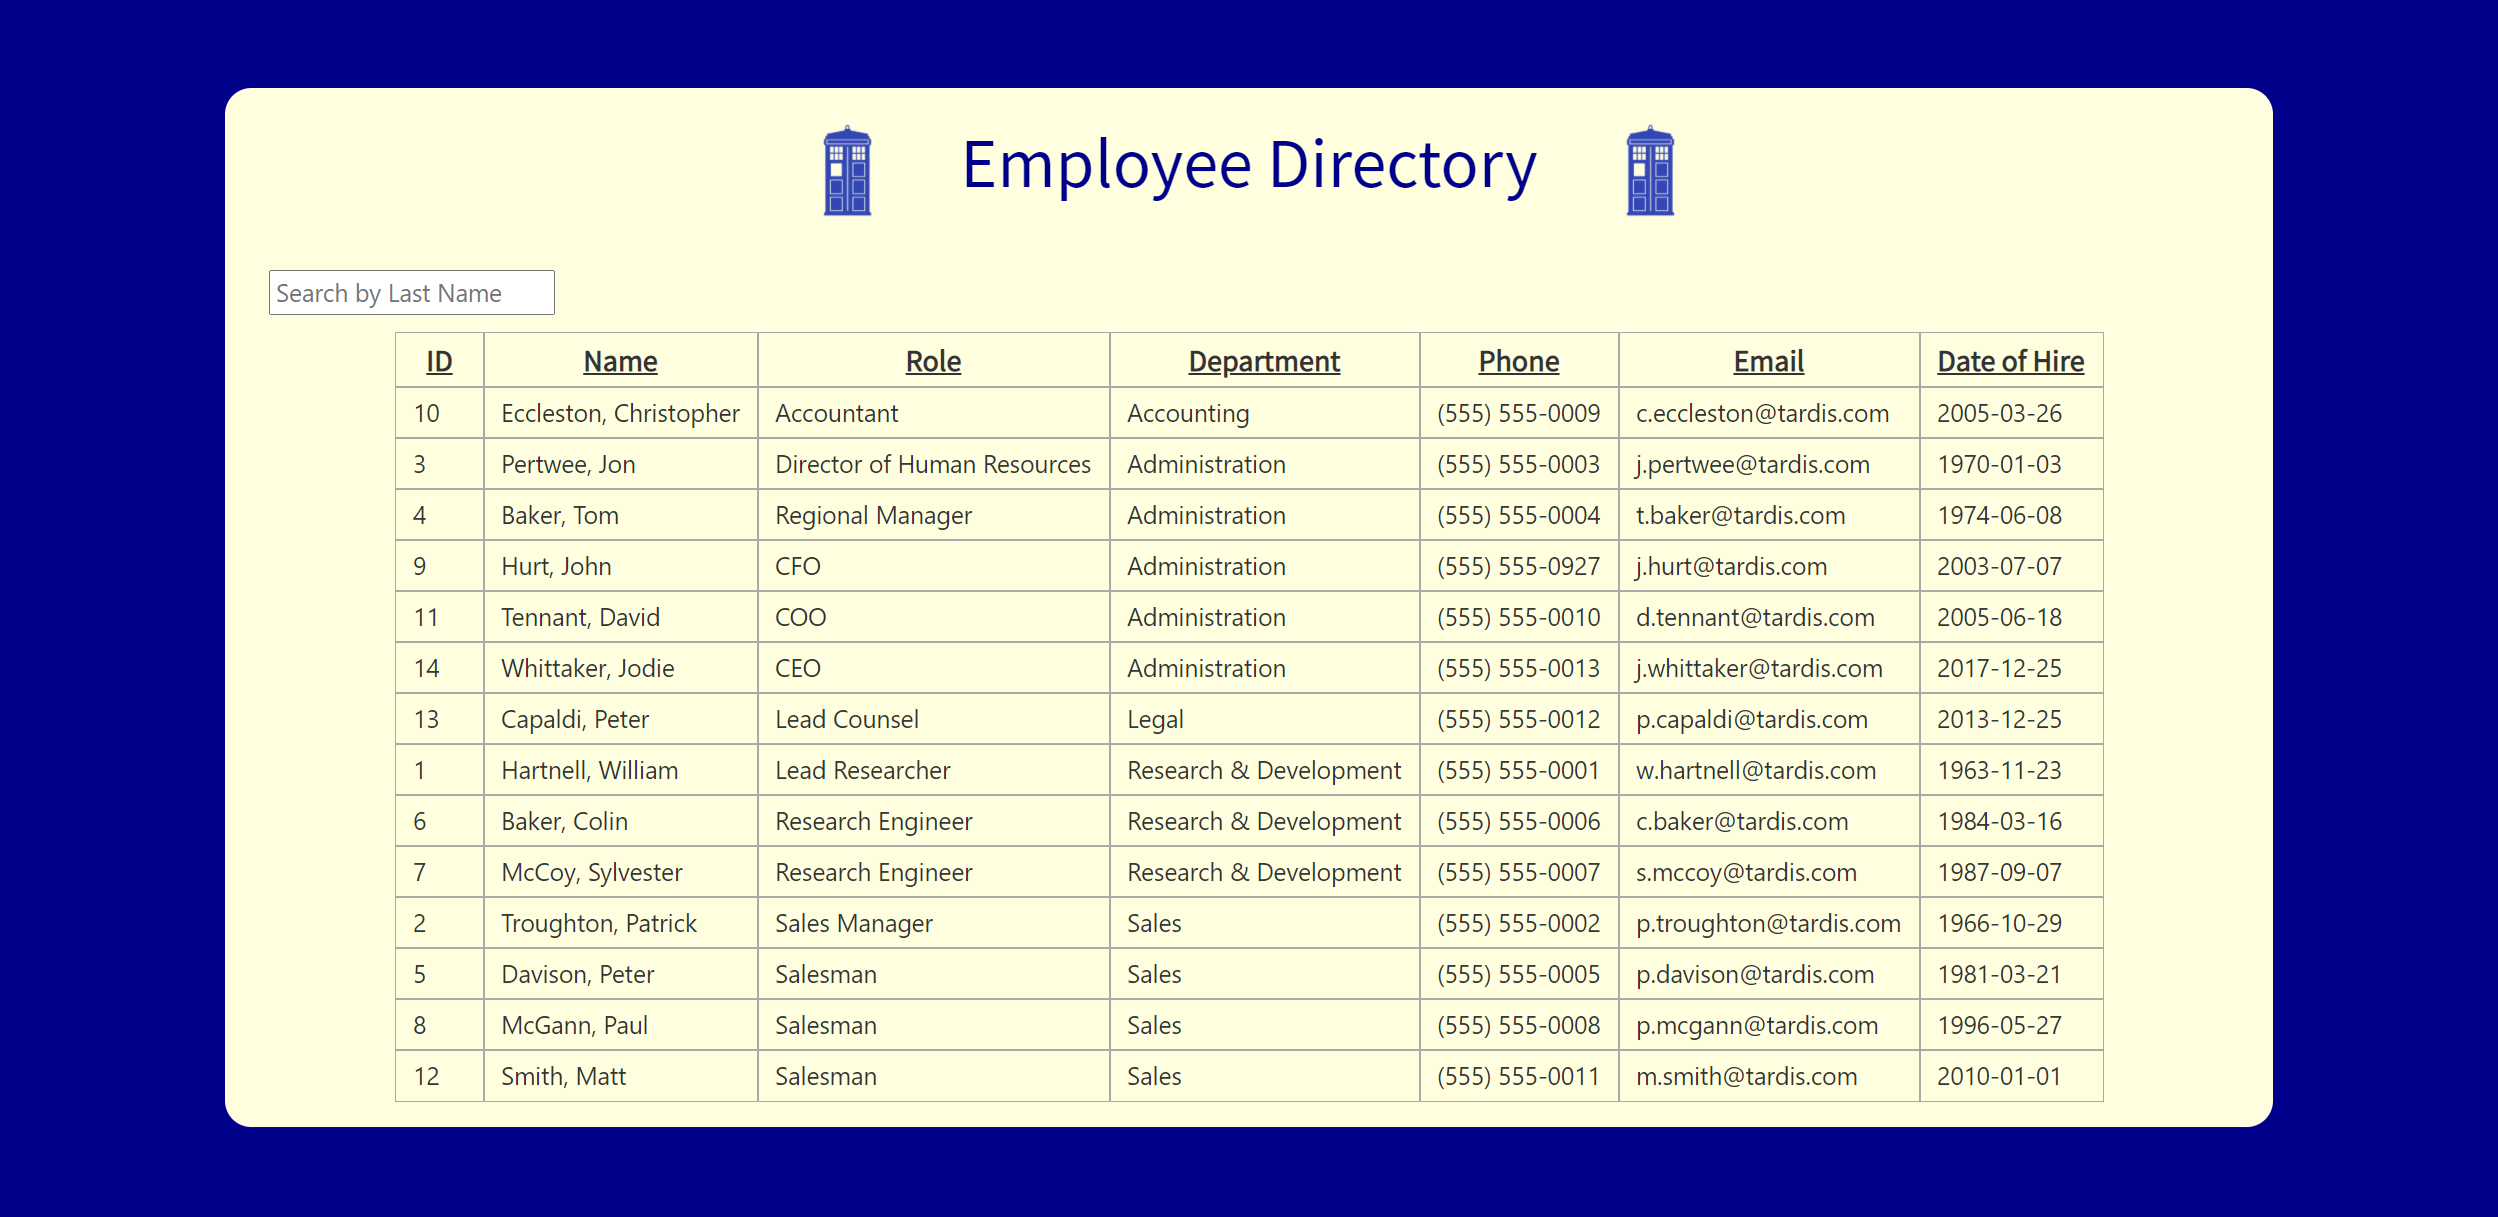 Employee Directory
Search by Last Name
ID Name Role Department Phone Email Date of Hire
10 Eccleston, Christopher Accountant Accounting (555) 555-0009 c.eccleston@tardis.com 2005-03-26
3 Pertwee, Jon Director of Human Resources Administration (555) 555-0003 j.pertwee@tardis.com 1970-01-03
4 Baker, Tom Regional Manager Administration (555) 555-0004 t.baker@tardis.com 1974-06-08
9 Hurt, John CFO Administration (555) 555-0927 j.hurt@tardis.com 2003-07-07
11 Tennant, David COO Administration (555) 555-0010 d.tennant@tardis.com 2005-06-18
14 Whittaker, Jodie CEO Administration (555) 555-0013 j.whittaker@tardis.com 2017-12-25
13 Capaldi, Peter Lead Counsel Legal (555) 555-0012 p.capaldi@tardis.com 2013-12-25
1 Hartnell, William Lead Researcher Research & Development (555) 555-0001 w.hartnell@tardis.com 1963-11-23
6 Baker, Colin Research Engineer Research & Development (555) 555-0006 c.baker@tardis.com 1984-03-16
7 McCoy, Sylvester Research Engineer Research & Development (555) 555-0007 s.mccoy@tardis.com 1987-09-07
2 Troughton, Patrick Sales Manager Sales (555) 555-0002 p.troughton@tardis.com 1966-10-29
5 Davison, Peter Salesman Sales (555) 555-0005 p.davison@tardis.com 1981-03-21
8 McGann, Paul Salesman Sales (555) 555-0008 p.mcgann@tardis.com 1996-05-27
12 Smith, Matt Salesman Sales (555) 555-0011 m.smith@tardis.com 2010-01-01